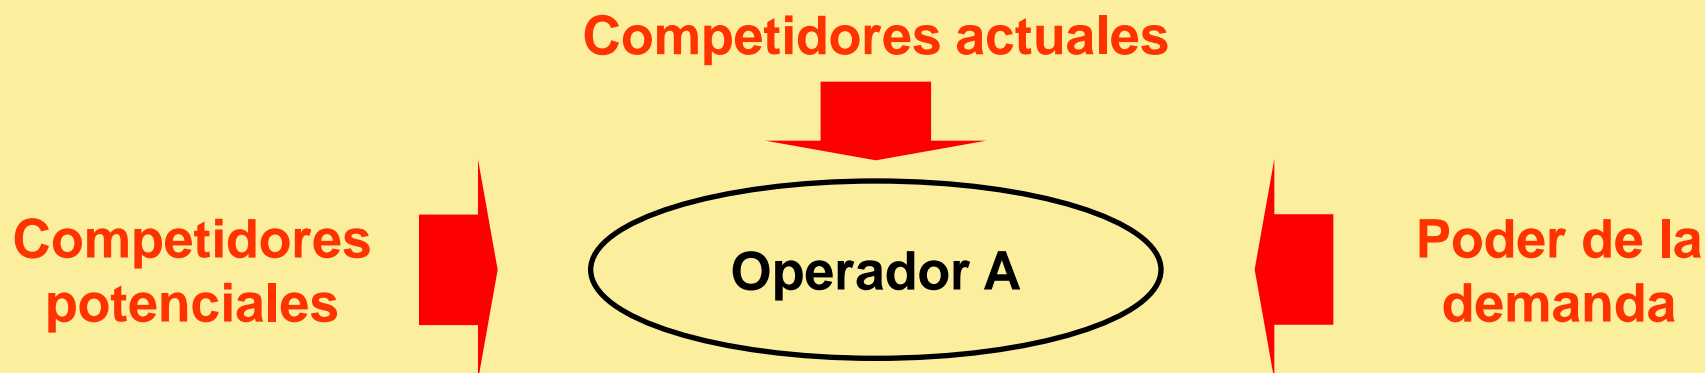 Competidores actuales
Competidores
potenciales
Operador A
Poder de la
demanda